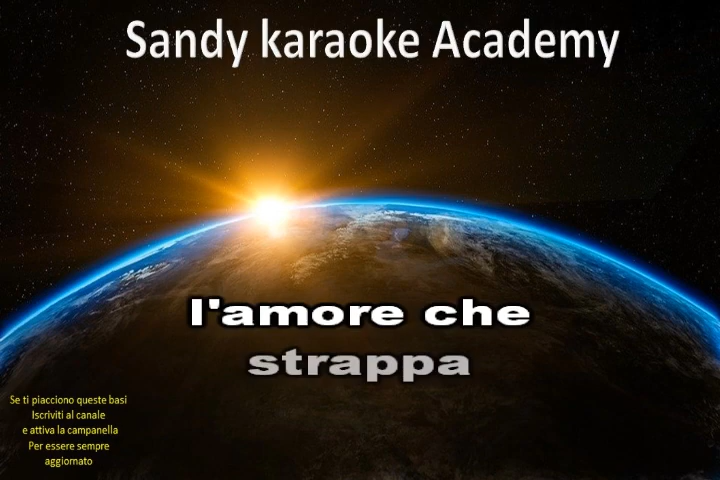 Sandy karaoke Academy
l'amore che
strappa
Se ti piacciono queste basi
Iscriviti al canale
e attiva la campanella
Per essere sempre
aggiornato